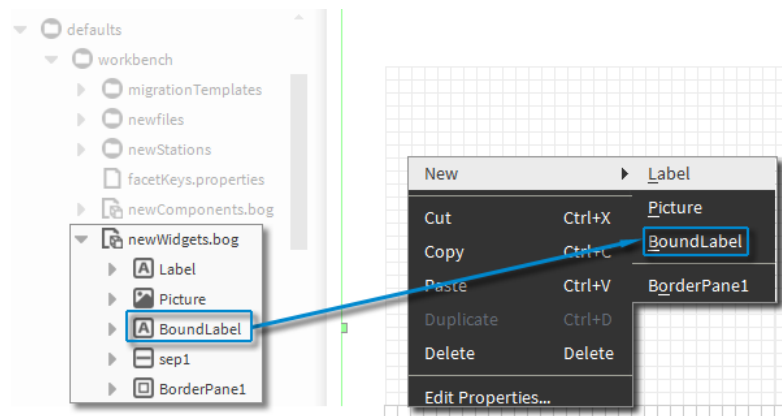 defaults
workbench
migrationTemplates
newfiles
newStations
facetKeys.properties
newComponents.bog
newWidgets.bog
Label
Picture
BoundLabel
sep1
BorderPane1
New
Cut Ctrl+X
Copy Ctrl+C
Paste Ctrl+V
Duplicate Ctrl+D
Delete Delete
Edit Properties...
Label
Picture
BoundLabel
BorderPane1